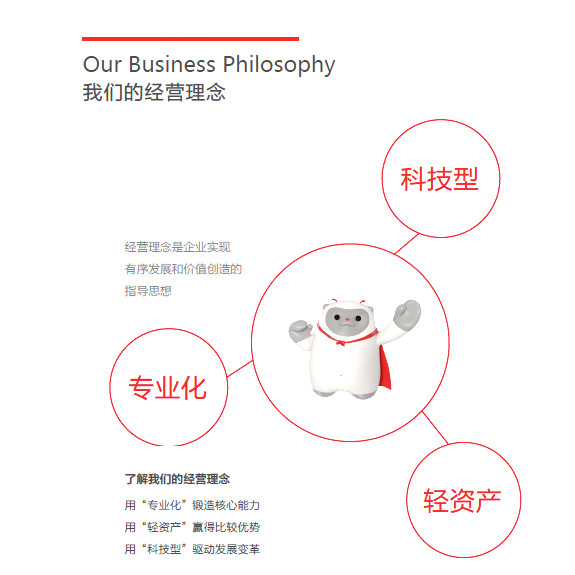 Our Business Philosophy
我们的经营理念
科技型
经营理念是企业实现
有序发展和价值创造的
指导思想
专业化
轻资产
了解我们的经营理念
用“专业化”锻造核心能力
用“轻资产”赢得比较优势
用“科技型”驱动发展变革